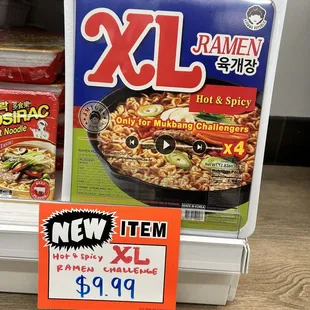 XL
RAMEN
육개장
Hot & Spicy
Only for Mukbang Challengers
x4
OSIRAC
t Noodle
NEW ITEM
Hot & Spicy XL
RAMEN CHALLENGE
$9.99